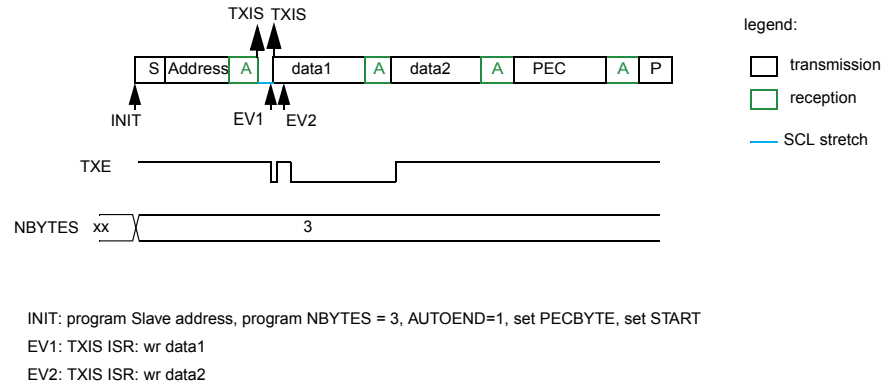 TXIS TXIS
legend:
S Address A data1 A data2 A PEC A P
transmission
reception
INIT EV1 EV2
SCL stretch
TXE
NBYTES xx 3
INIT: program Slave address, program NBYTES = 3, AUTOEND=1, set PECBYTE, set START
EV1: TXIS ISR: wr data1
EV2: TXIS ISR: wr data2